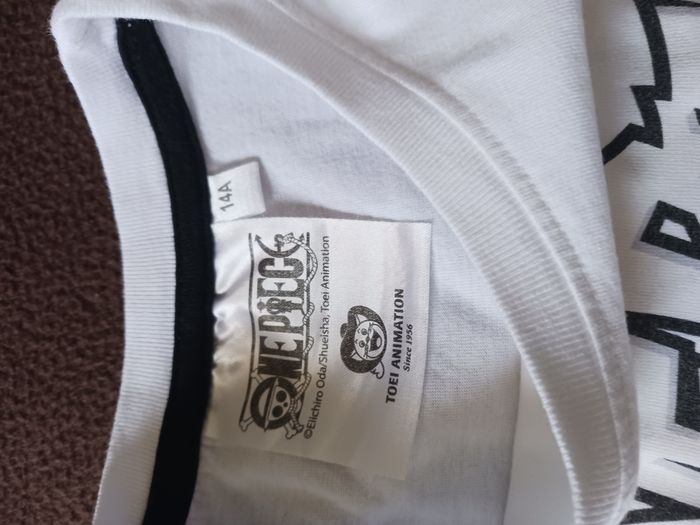 14A
ONE PIECE
©Eiichiro Oda/Shueisha, Toei Animation
TOEI ANIMATION
Since 1956